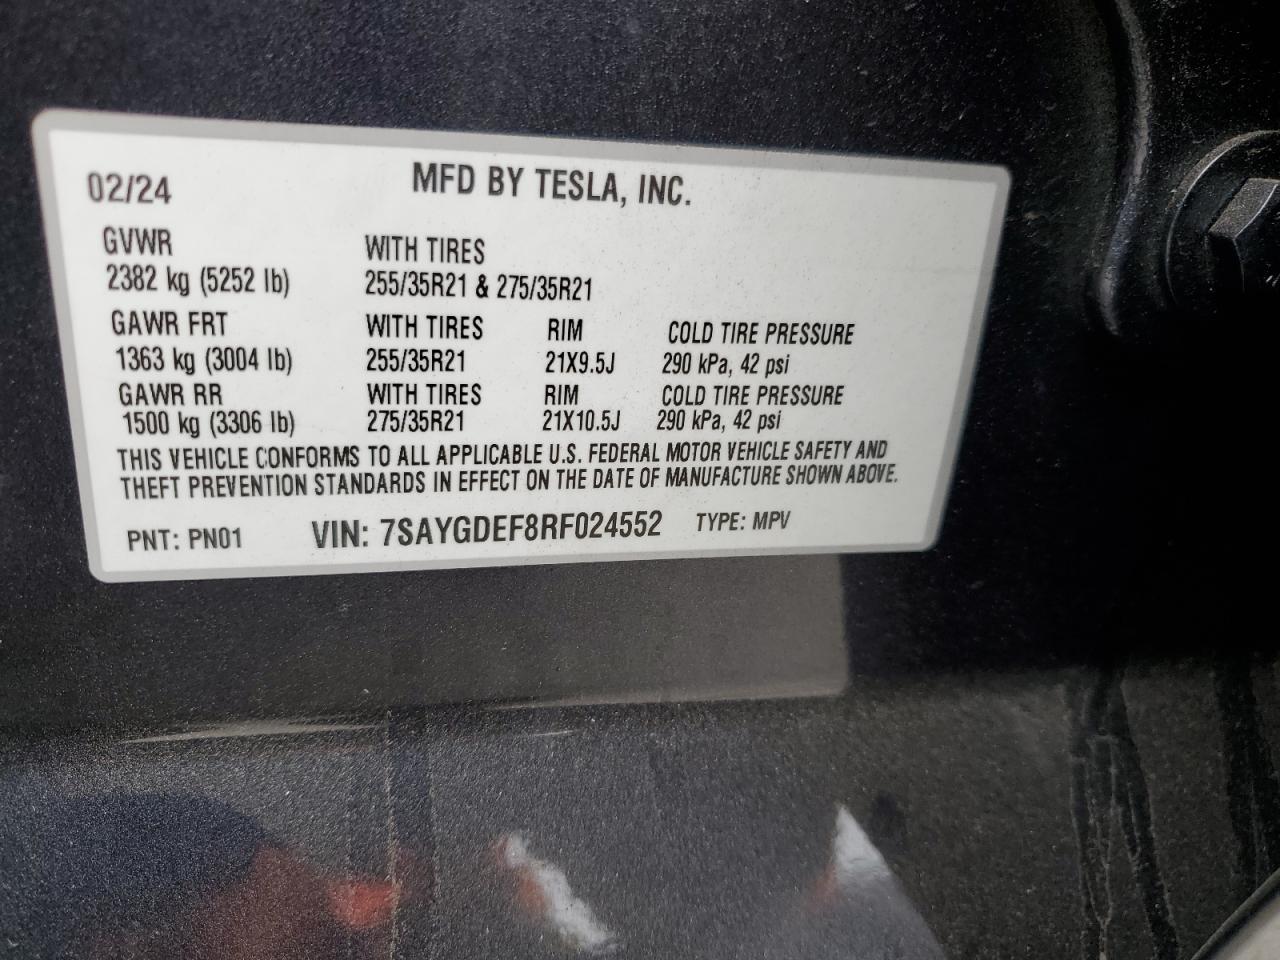 02/24 MFD BY TESLA, INC.
GVWR WITH TIRES
2382 kg (5252 lb) 255/35R21 & 275/35R21
GAWR FRT WITH TIRES RIM COLD TIRE PRESSURE
1363 kg (3004 lb) 255/35R21 21X9.5J 290 kPa, 42 psi
GAWR RR WITH TIRES RIM COLD TIRE PRESSURE
1500 kg (3306 lb) 275/35R21 21X10.5J 290 kPa, 42 psi
THIS VEHICLE CONFORMS TO ALL APPLICABLE U.S. FEDERAL MOTOR VEHICLE SAFETY AND
THEFT PREVENTION STANDARDS IN EFFECT ON THE DATE OF MANUFACTURE SHOWN ABOVE.
PNT: PN01 VIN: 7SAYGDEF8RF024552 TYPE: MPV